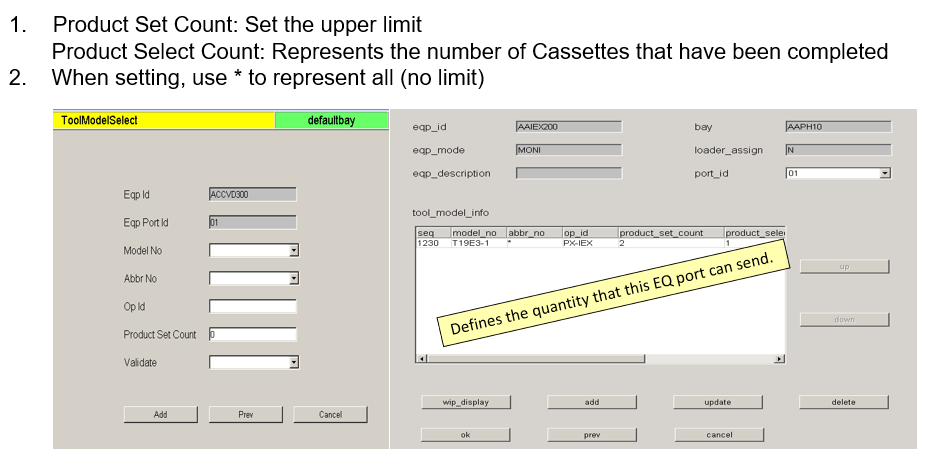 1. Product Set Count: Set the upper limit
Product Select Count: Represents the number of Cassettes that have been completed
2. When setting, use * to represent all (no limit)
ToolModelSelect defaultbay
Eqp Id ACCVD300
Eqp Port Id 01
Model No
Abbr No
Op Id
Product Set Count 0
Validate
Add Prev Cancel
eqp_id AAIEX200 bay AAPH10
eqp_mode MONI loader_assign N
eqp_description port_id 01
tool_model_info
seq model_no abbr_no op_id product_set_count product_sele
1230 T19E3-1 * PX-IEX 2 1
Defines the quantity that this EQ port can send.
up
down
wip_display add update delete
ok prev cancel